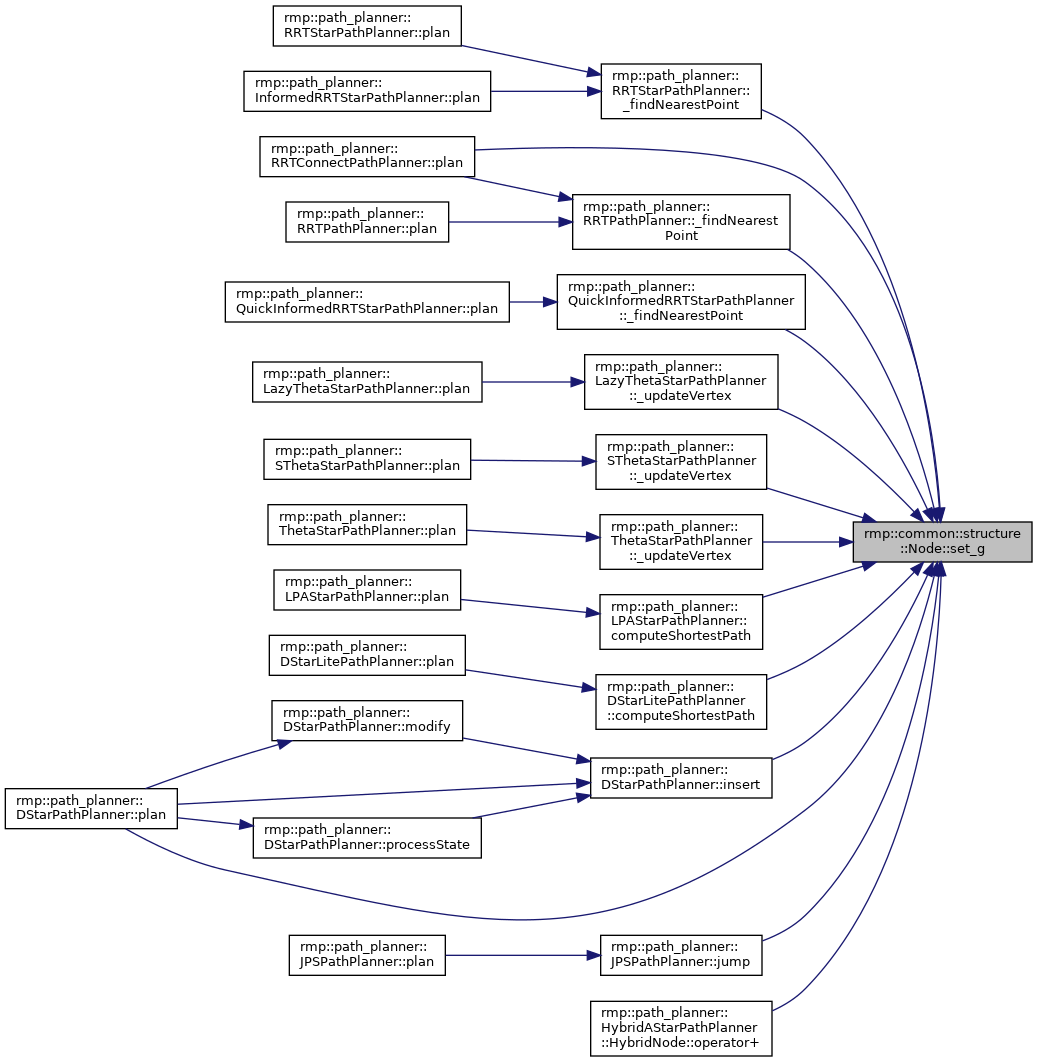 rmp::path_planner::
RRTStarPathPlanner::plan
rmp::path_planner::
InformedRRTStarPathPlanner::plan
rmp::path_planner::
RRTStarPathPlanner::
_findNearestPoint
rmp::path_planner::
RRTConnectPathPlanner::plan
rmp::path_planner::
RRTPathPlanner::plan
rmp::path_planner::
RRTPathPlanner::_findNearest
Point
rmp::path_planner::
QuickInformedRRTStarPathPlanner::plan
rmp::path_planner::
QuickInformedRRTStarPathPlanner
::_findNearestPoint
rmp::path_planner::
LazyThetaStarPathPlanner::plan
rmp::path_planner::
LazyThetaStarPathPlanner
::_updateVertex
rmp::path_planner::
SThetaStarPathPlanner::plan
rmp::path_planner::
SThetaStarPathPlanner
::_updateVertex
rmp::path_planner::
ThetaStarPathPlanner::plan
rmp::path_planner::
ThetaStarPathPlanner
::_updateVertex
rmp::common::structure
::Node::set_g
rmp::path_planner::
LPAStarPathPlanner::plan
rmp::path_planner::
LPAStarPathPlanner::
computeShortestPath
rmp::path_planner::
DStarLitePathPlanner::plan
rmp::path_planner::
DStarLitePathPlanner
::computeShortestPath
rmp::path_planner::
DStarPathPlanner::modify
rmp::path_planner::
DStarPathPlanner::insert
rmp::path_planner::
DStarPathPlanner::plan
rmp::path_planner::
DStarPathPlanner::processState
rmp::path_planner::
JPSPathPlanner::plan
rmp::path_planner::
JPSPathPlanner::jump
rmp::path_planner::
HybridAStarPathPlanner
::HybridNode::operator+